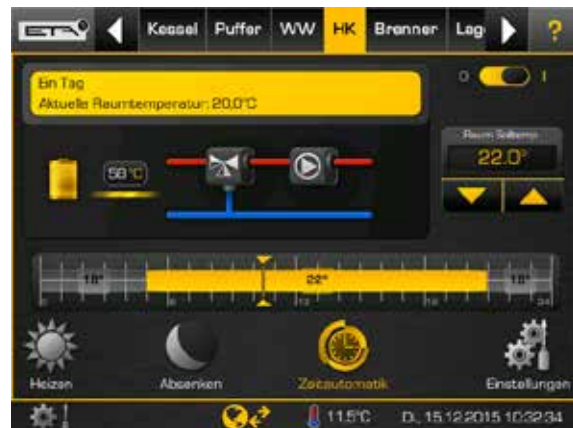 ETA
Kessel Puffer WW HK Brenner Lag ?
Ein Tag
Aktuelle Raumtemperatur: 20,0°C
0 I
Raum Solltemp
22.0°
58°C
18° 22° 18°
0 6 12 18 24
Heizen Absenken Zeitautomatik Einstellungen
11.5°C D., 15.12.2015 10:32:34